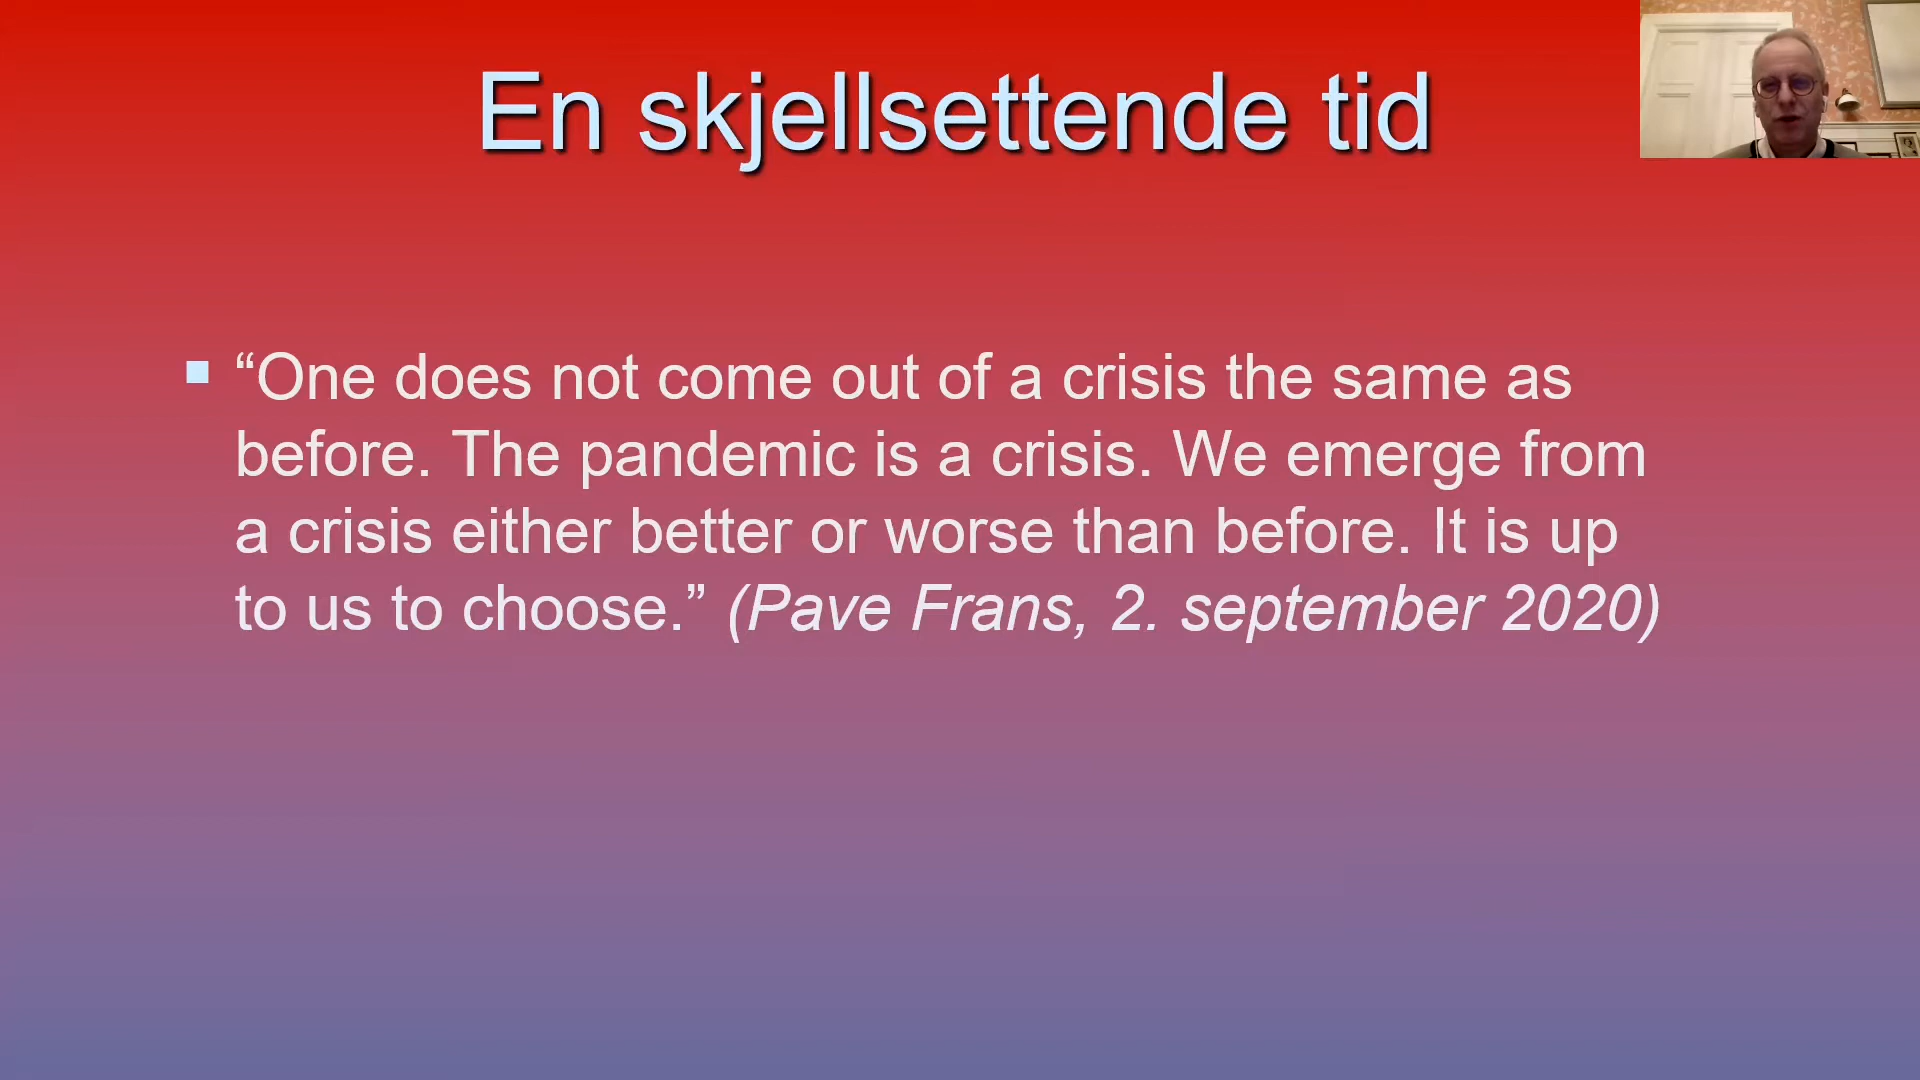 En skjellsettende tid
“One does not come out of a crisis the same as
before. The pandemic is a crisis. We emerge from
a crisis either better or worse than before. It is up
to us to choose.” (Pave Frans, 2. september 2020)